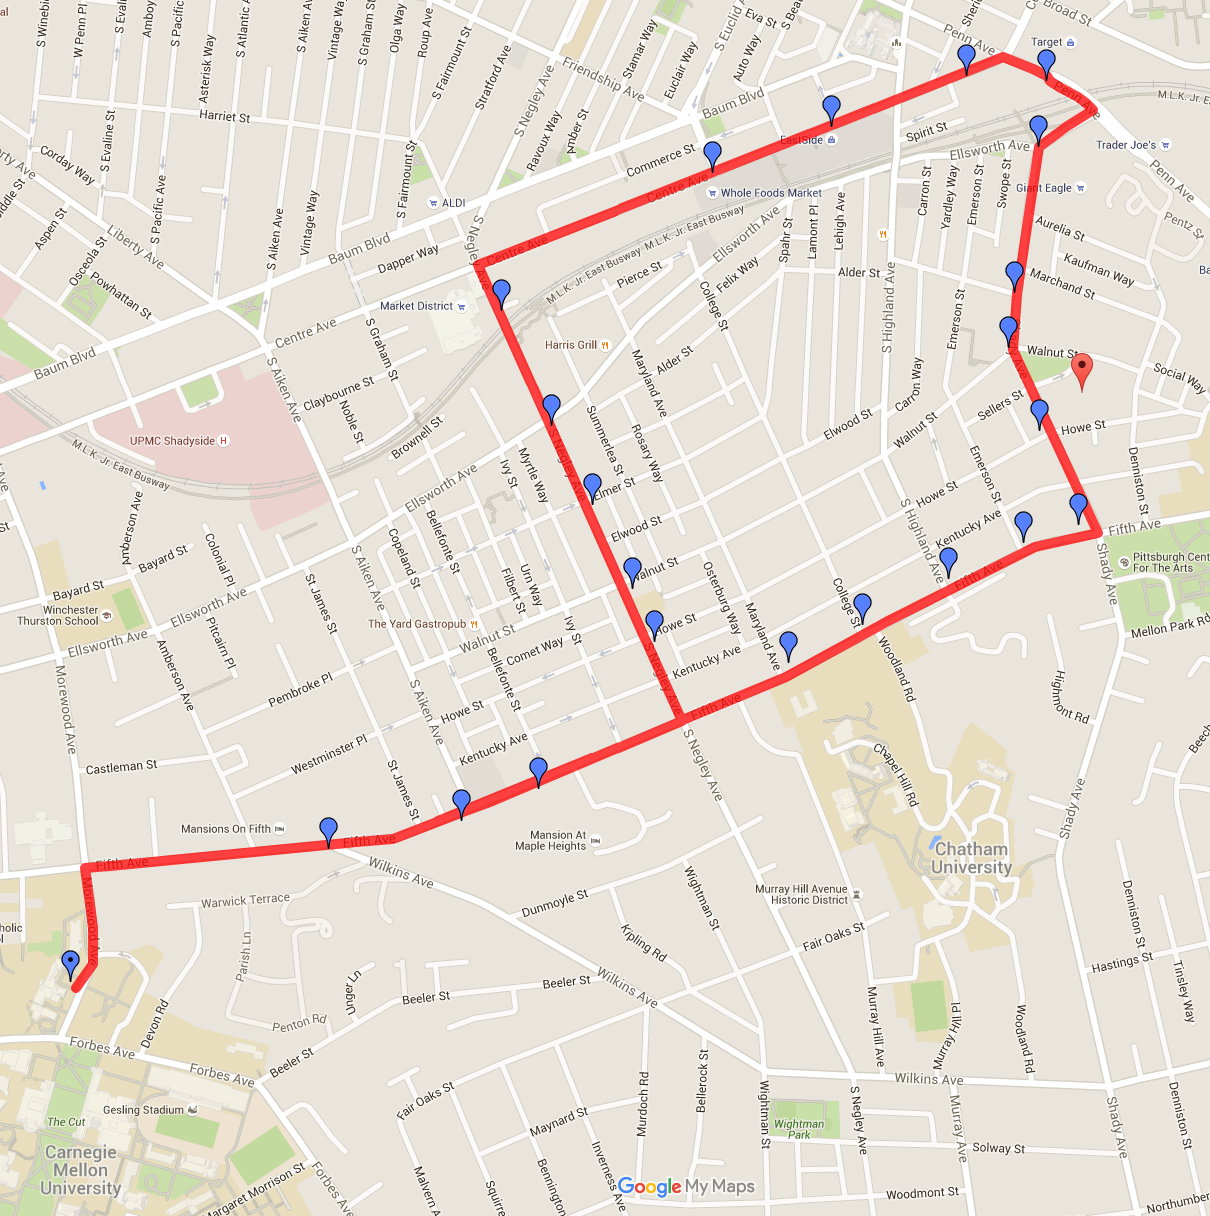 Broad St
Penn Ave
Target
Eva St
S Euclid Ave
Stamar Way
Auto Way
Euclair Way
Friendship Ave
Baum Blvd
Asterisk Way
S Atlantic Ave
Vintage Way
S Graham St
Olga Way
Roup Ave
S Fairmount St
Stratford Ave
S Negley Ave
Ravoux Way
Amber St
Harriet St
Penn Ave
Spirit St
Trader Joe's
Ellsworth Ave
EastSide
Commerce St
Corday Way
S Evaline St
S Pacific Ave
S Fairmount St
Centre Ave
Whole Foods Market
Carron St
Yardley Way
Emerson St
Swope St
Giant Eagle
Penn Ave
ALDI
Aspen St
Liberty Ave
S Aiken Ave
Vintage Way
Baum Blvd
Dapper Way
S Negley Ave
Centre Ave
M.L.K. Jr. East Busway
M.L.K. Jr. East Busway
Ellsworth Ave
Spahr St
Lamont Pl
Lehigh Ave
Aurelia St
Pentz St
Osceola St
Powhattan St
Kaufman Way
Pierce St
Felix Way
Alder St
Marchand St
Market District
Centre Ave
S Graham St
College St
S Highland Ave
Emerson St
Harris Grill
Alder St
Maryland Ave
Walnut St
Social Way
Baum Blvd
S Aiken Ave
Claybourne St
Noble St
Carron Way
Sellers St
Summerlea St
Rosary Way
Elwood St
Walnut St
Howe St
UPMC Shadyside
Brownell St
S Negley Ave
M.L.K. Jr. East Busway
Ellsworth Ave
Ivy St
Myrtle Way
Elmer St
Emerson St
Howe St
Denniston St
Amberson Ave
Bellefonte St
Elwood St
S Highland Ave
Kentucky Ave
Fifth Ave
Colonial Pl
Bayard St
Copeland St
S Aiken Ave
Urn Way
Filbert St
Walnut St
Osterburg Way
Shady Ave
Pittsburgh Cent
For The Arts
Bayard St
St James St
Fifth Ave
College St
Maryland Ave
Winchester
Thurston School
Ellsworth Ave
The Yard Gastropub
Ivy St
Howe St
Mellon Park Rd
Ellsworth Ave
Pitcairn Pl
Walnut St
Comet Way
Kentucky Ave
S Negley Ave
Woodland Rd
Amberson Ave
Pembroke Pl
Bellefonte St
Highmont Rd
Morewood Ave
S Aiken Ave
Howe St
Fifth Ave
Westminster Pl
Kentucky Ave
S Negley Ave
Castleman St
St James St
Chapel Hill Rd
Shady Ave
Mansions On Fifth
Fifth Ave
Mansion At
Maple Heights
Chatham
University
Fifth Ave
Wilkins Ave
Morewood Ave
Warwick Terrace
Dunmoyle St
Wightman St
Murray Hill Avenue
Historic District
Denniston St
Parish Ln
Kipling Rd
Fair Oaks St
Hastings St
Unger Ln
Beeler St
Beeler St
Wilkins Ave
Tinsley Way
Devon Rd
Penton Rd
Murray Hill Ave
Murray Hill Pl
Woodland Rd
Forbes Ave
Beeler St
Forbes Ave
Fair Oaks St
Murdoch Rd
Bellerock St
Wightman St
S Negley Ave
Wilkins Ave
Murray Ave
Shady Ave
Denniston St
Gesling Stadium
The Cut
Maynard St
Wightman
Park
Solway St
Carnegie
Mellon
University
Forbes Ave
Margaret Morrison St
Malvern A
Squirre
Bennington
Inverness Ave
Woodmont St
Northumber
Google My Maps